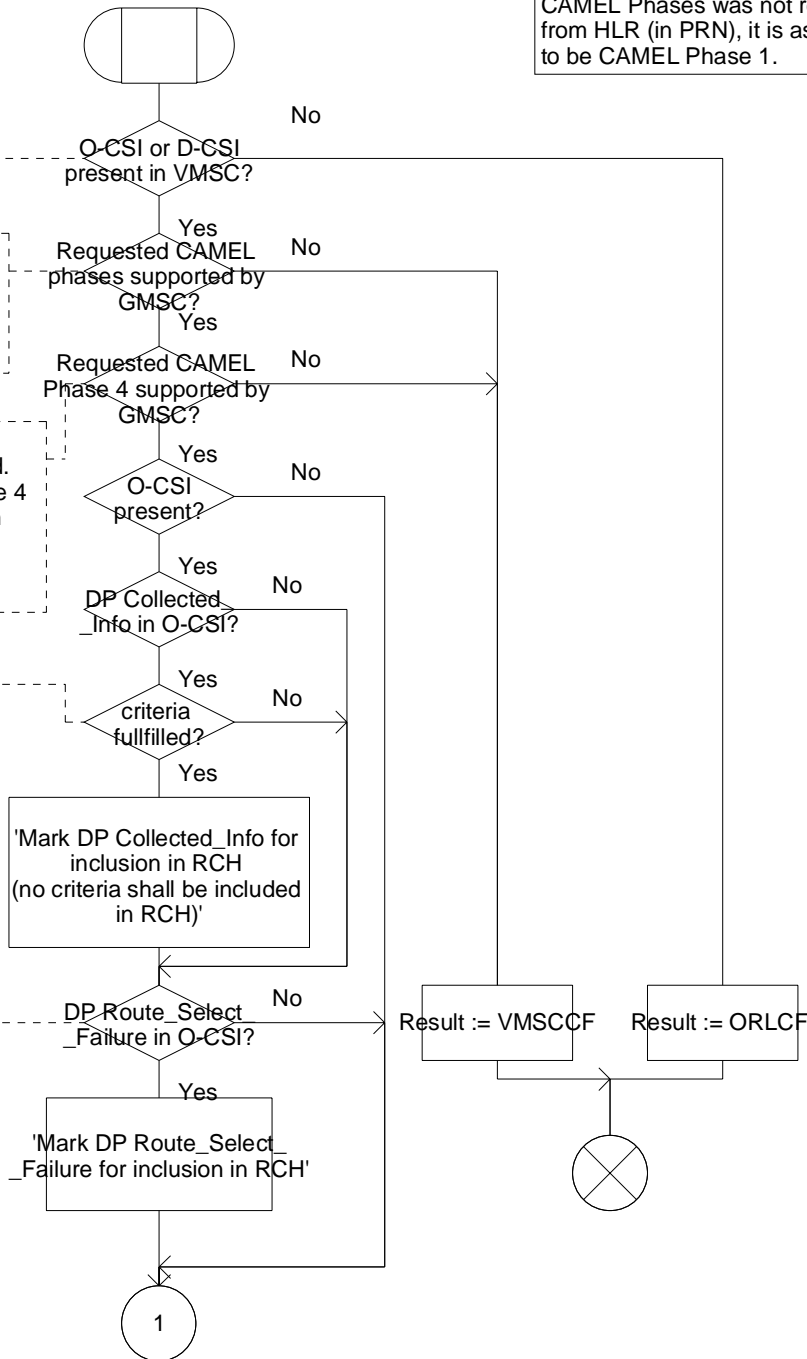 CAMEL Phases was not r
from HLR (in PRN), it is as
to be CAMEL Phase 1.
No
O-CSI or D-CSI
present in VMSC?
Yes
Requested CAMEL
phases supported by
GMSC?
No
Yes
Requested CAMEL
Phase 4 supported by
GMSC?
No
Yes
d.
e 4
O-CSI
present?
No
Yes
DP Collected_
_Info in O-CSI?
No
Yes
criteria
fullfilled?
No
Yes
'Mark DP Collected_Info for
inclusion in RCH
(no criteria shall be included
in RCH)'
DP Route_Select_
_Failure in O-CSI?
No
Result := VMSCCF
Result := ORLCF
Yes
'Mark DP Route_Select_
_Failure for inclusion in RCH'
1